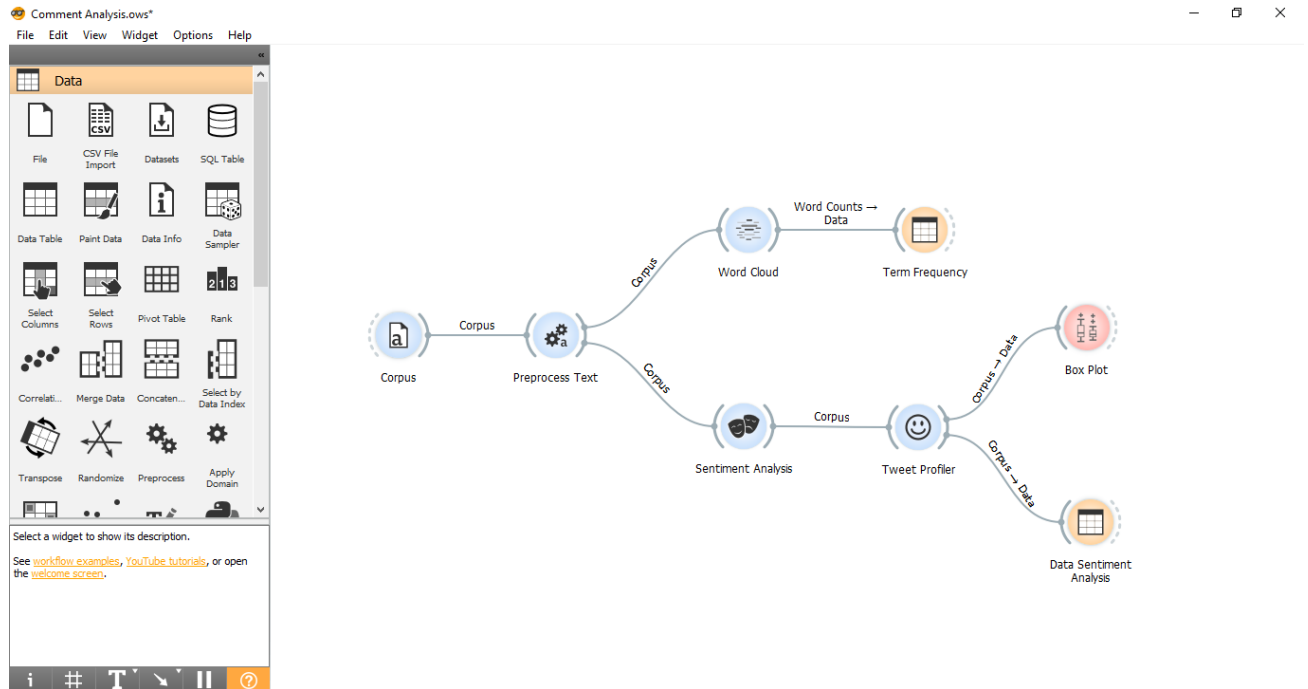 Comment Analysis.ows*
File Edit View Widget Options Help
«
Data
File
CSV
CSV File
Import
Datasets
SQL Table
Data Table
Paint Data
Data Info
Data
Sampler
Select
Columns
Select
Rows
Pivot Table
2 1 3
Rank
Correlati...
Merge Data
Concaten...
Select by
Data Index
Transpose
Randomize
Preprocess
Apply
Domain
Select a widget to show its description.
See workflow examples, YouTube tutorials, or open
the welcome screen.
i # T ?
a
Corpus
Corpus
a
Preprocess Text
Corpus
Corpus
Word Cloud
Word Counts →
Data
Term Frequency
Sentiment Analysis
Corpus
Tweet Profiler
Corpus → Data
Corpus → Data
Box Plot
Data Sentiment
Analysis